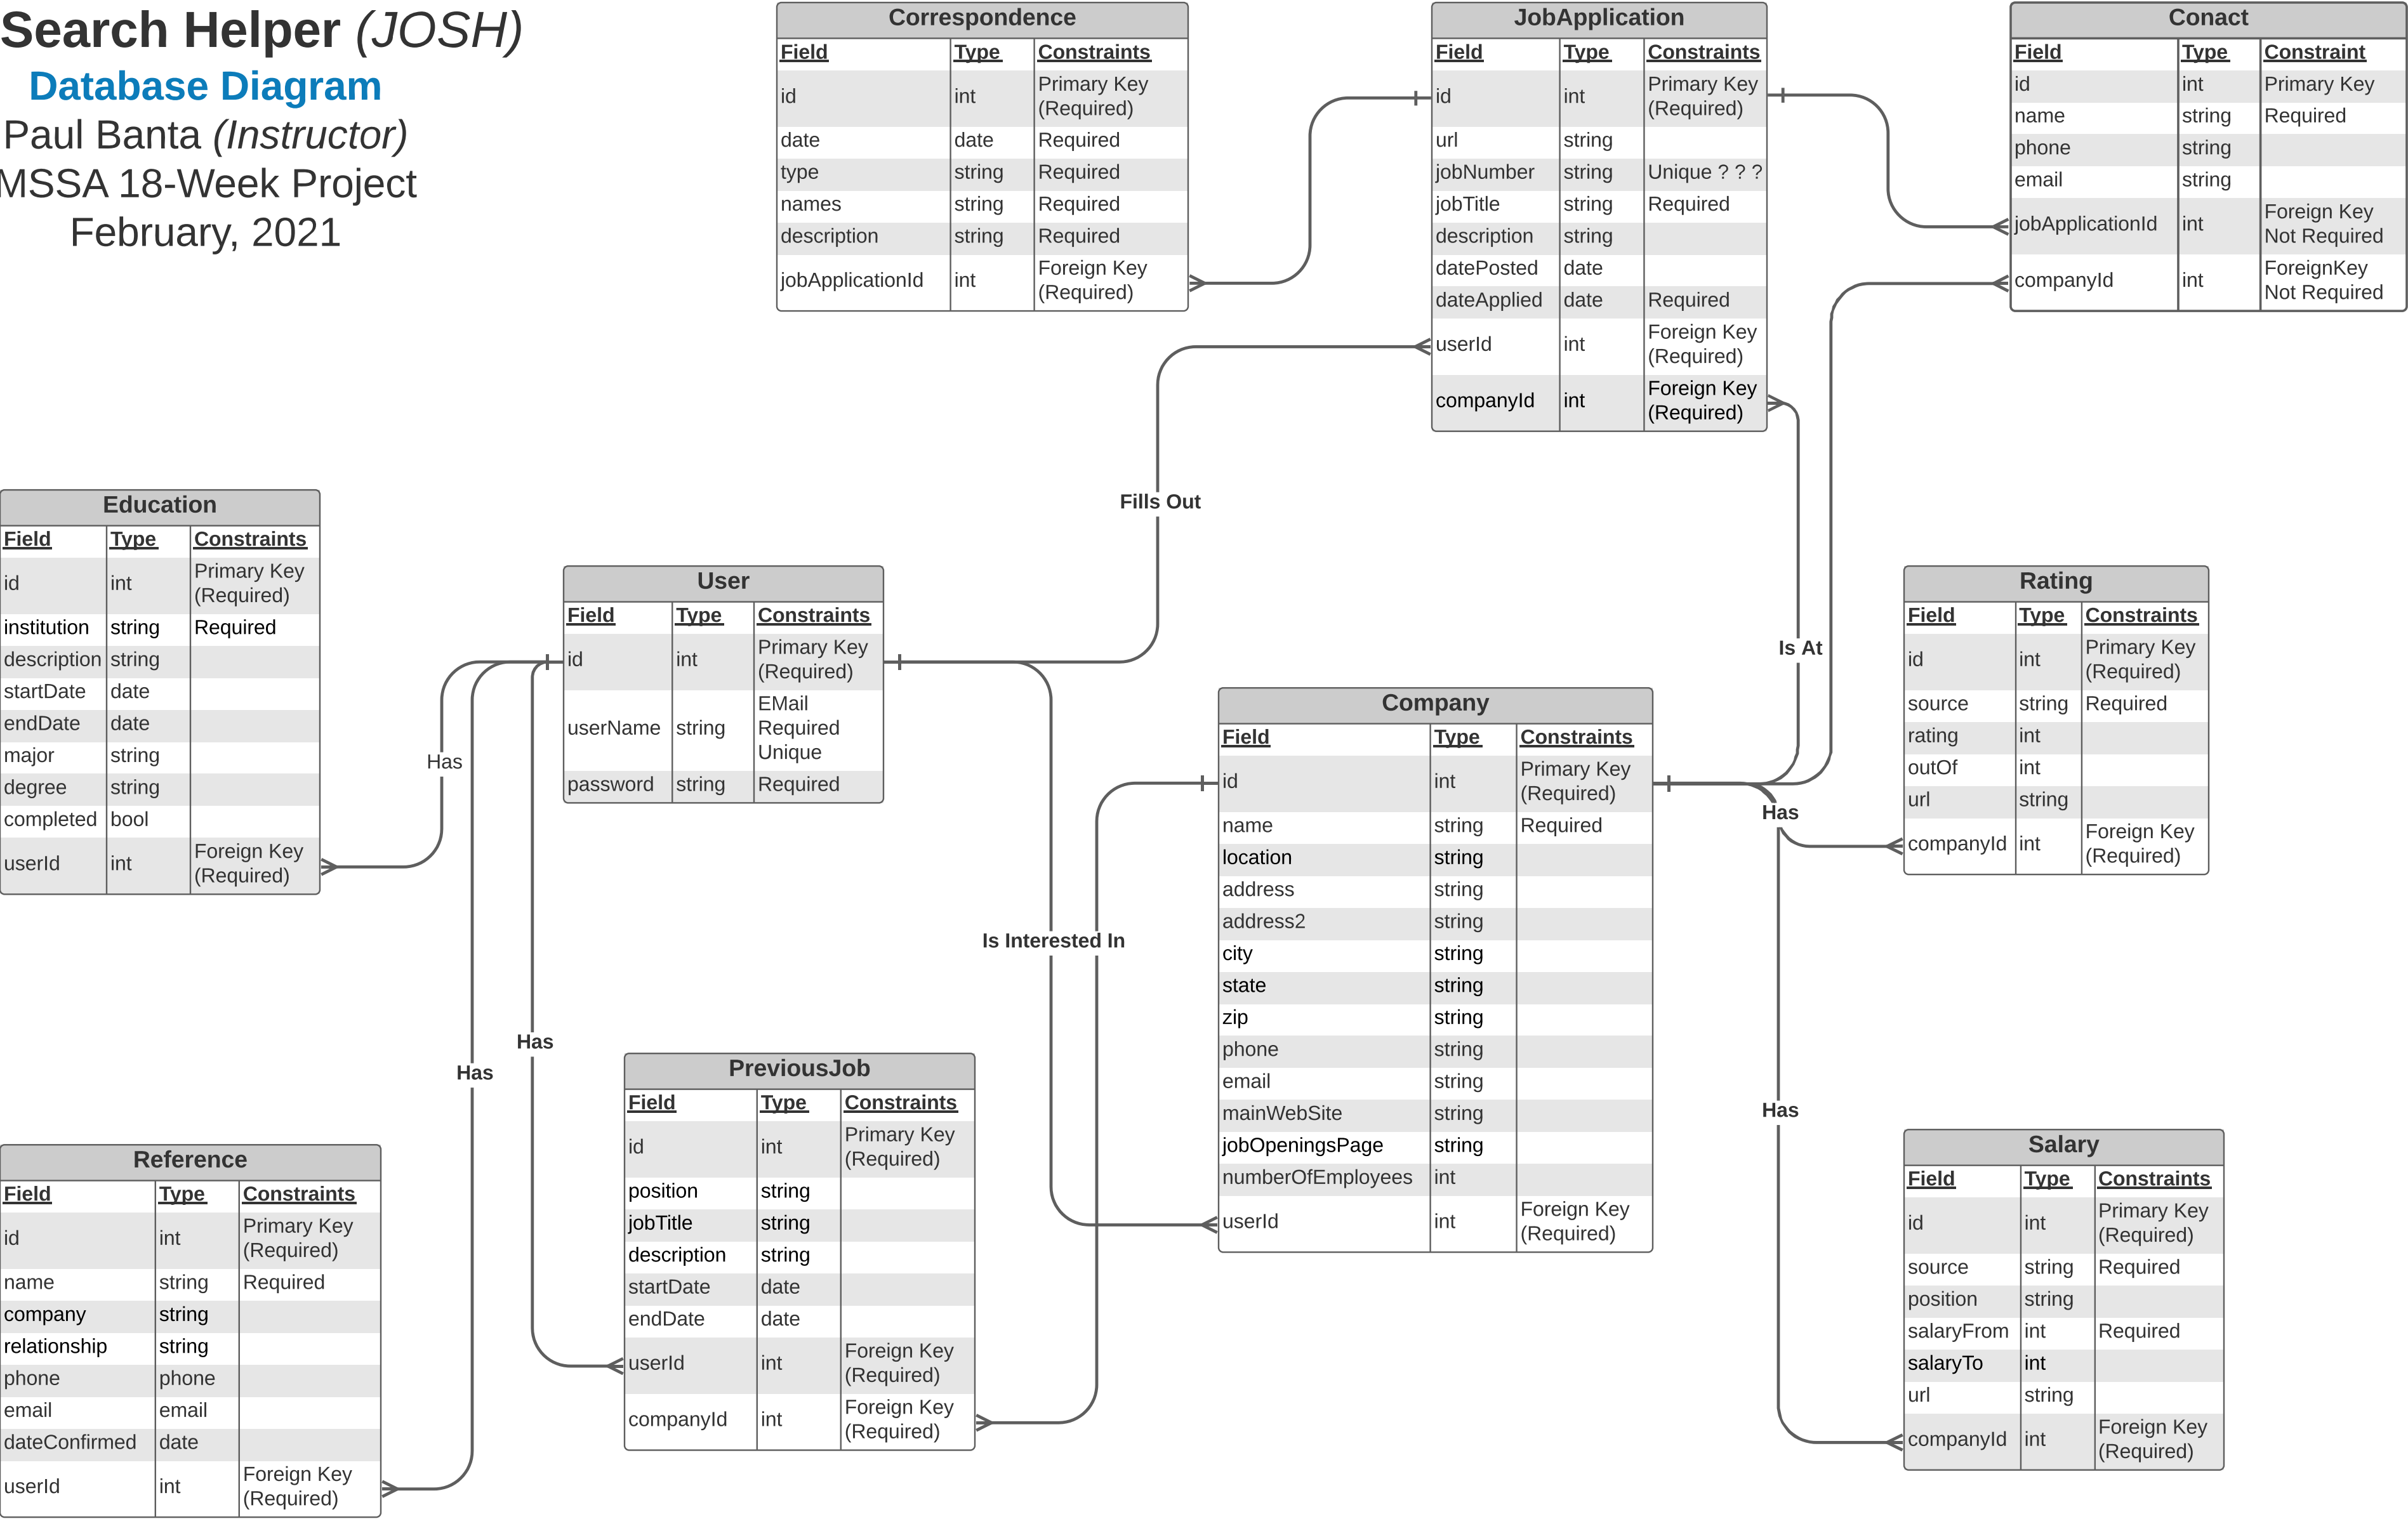 Search Helper (JOSH)
Database Diagram
Paul Banta (Instructor)
MSSA 18-Week Project
February, 2021
Correspondence
Field Type Constraints
id int Primary Key
(Required)
date date Required
type string Required
names string Required
description string Required
jobApplicationId int Foreign Key
(Required)
JobApplication
Field Type Constraints
id int Primary Key
(Required)
url string
jobNumber string Unique ? ? ?
jobTitle string Required
description string
datePosted date
dateApplied date Required
userId int Foreign Key
(Required)
companyId int Foreign Key
(Required)
Conact
Field Type Constraint
id int Primary Key
name string Required
phone string
email string
jobApplicationId int Foreign Key
Not Required
companyId int ForeignKey
Not Required
Fills Out
Education
Field Type Constraints
id int Primary Key
(Required)
institution string Required
description string
startDate date
endDate date
major string
degree string
completed bool
userId int Foreign Key
(Required)
Has
User
Field Type Constraints
id int Primary Key
(Required)
userName string EMail
Required
Unique
password string Required
Is At
Rating
Field Type Constraints
id int Primary Key
(Required)
source string Required
rating int
outOf int
url string
companyId int Foreign Key
(Required)
Has
Company
Field Type Constraints
id int Primary Key
(Required)
name string Required
location string
address string
address2 string
city string
state string
zip string
phone string
email string
mainWebSite string
jobOpeningsPage string
numberOfEmployees int
userId int Foreign Key
(Required)
Is Interested In
Has
Has
PreviousJob
Field Type Constraints
id int Primary Key
(Required)
position string
jobTitle string
description string
startDate date
endDate date
userId int Foreign Key
(Required)
companyId int Foreign Key
(Required)
Has
Reference
Field Type Constraints
id int Primary Key
(Required)
name string Required
company string
relationship string
phone phone
email email
dateConfirmed date
userId int Foreign Key
(Required)
Salary
Field Type Constraints
id int Primary Key
(Required)
source string Required
position string
salaryFrom int Required
salaryTo int
url string
companyId int Foreign Key
(Required)